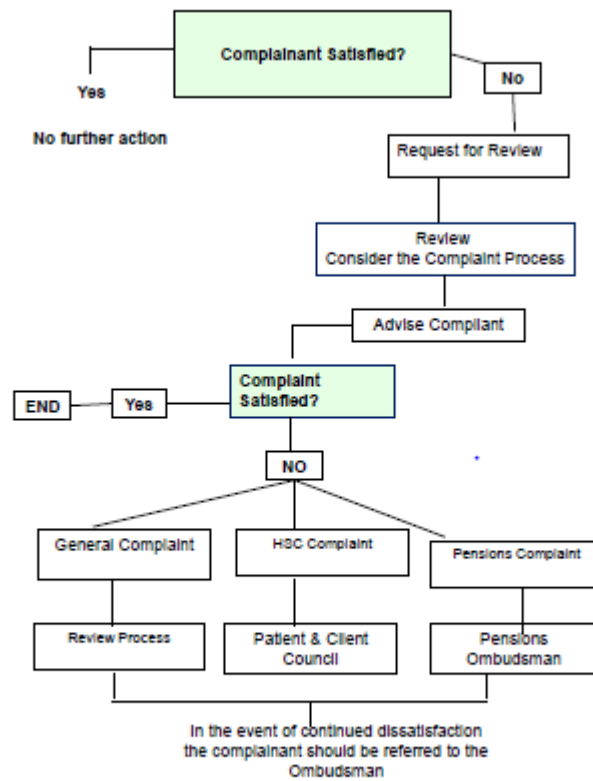 Complainant Satisfied?
No
Yes
No further action
Request for Review
Review
Consider the Complaint Process
Advise Compliant
Complaint
Satisfied?
END
Yes
NO
General Complaint
HSC Complaint
Pensions Complaint
Review Process
Patient & Client
Council
Pensions
Ombudsman
In the event of continued dissatisfaction
the complainant should be referred to the
Ombudsman